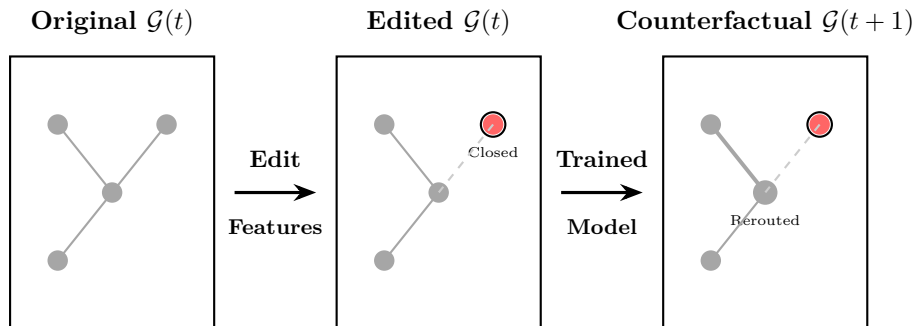 Original G(t)
Edited G(t)
Counterfactual G(t + 1)
Closed
Edit
Features
Trained
Model
Rerouted